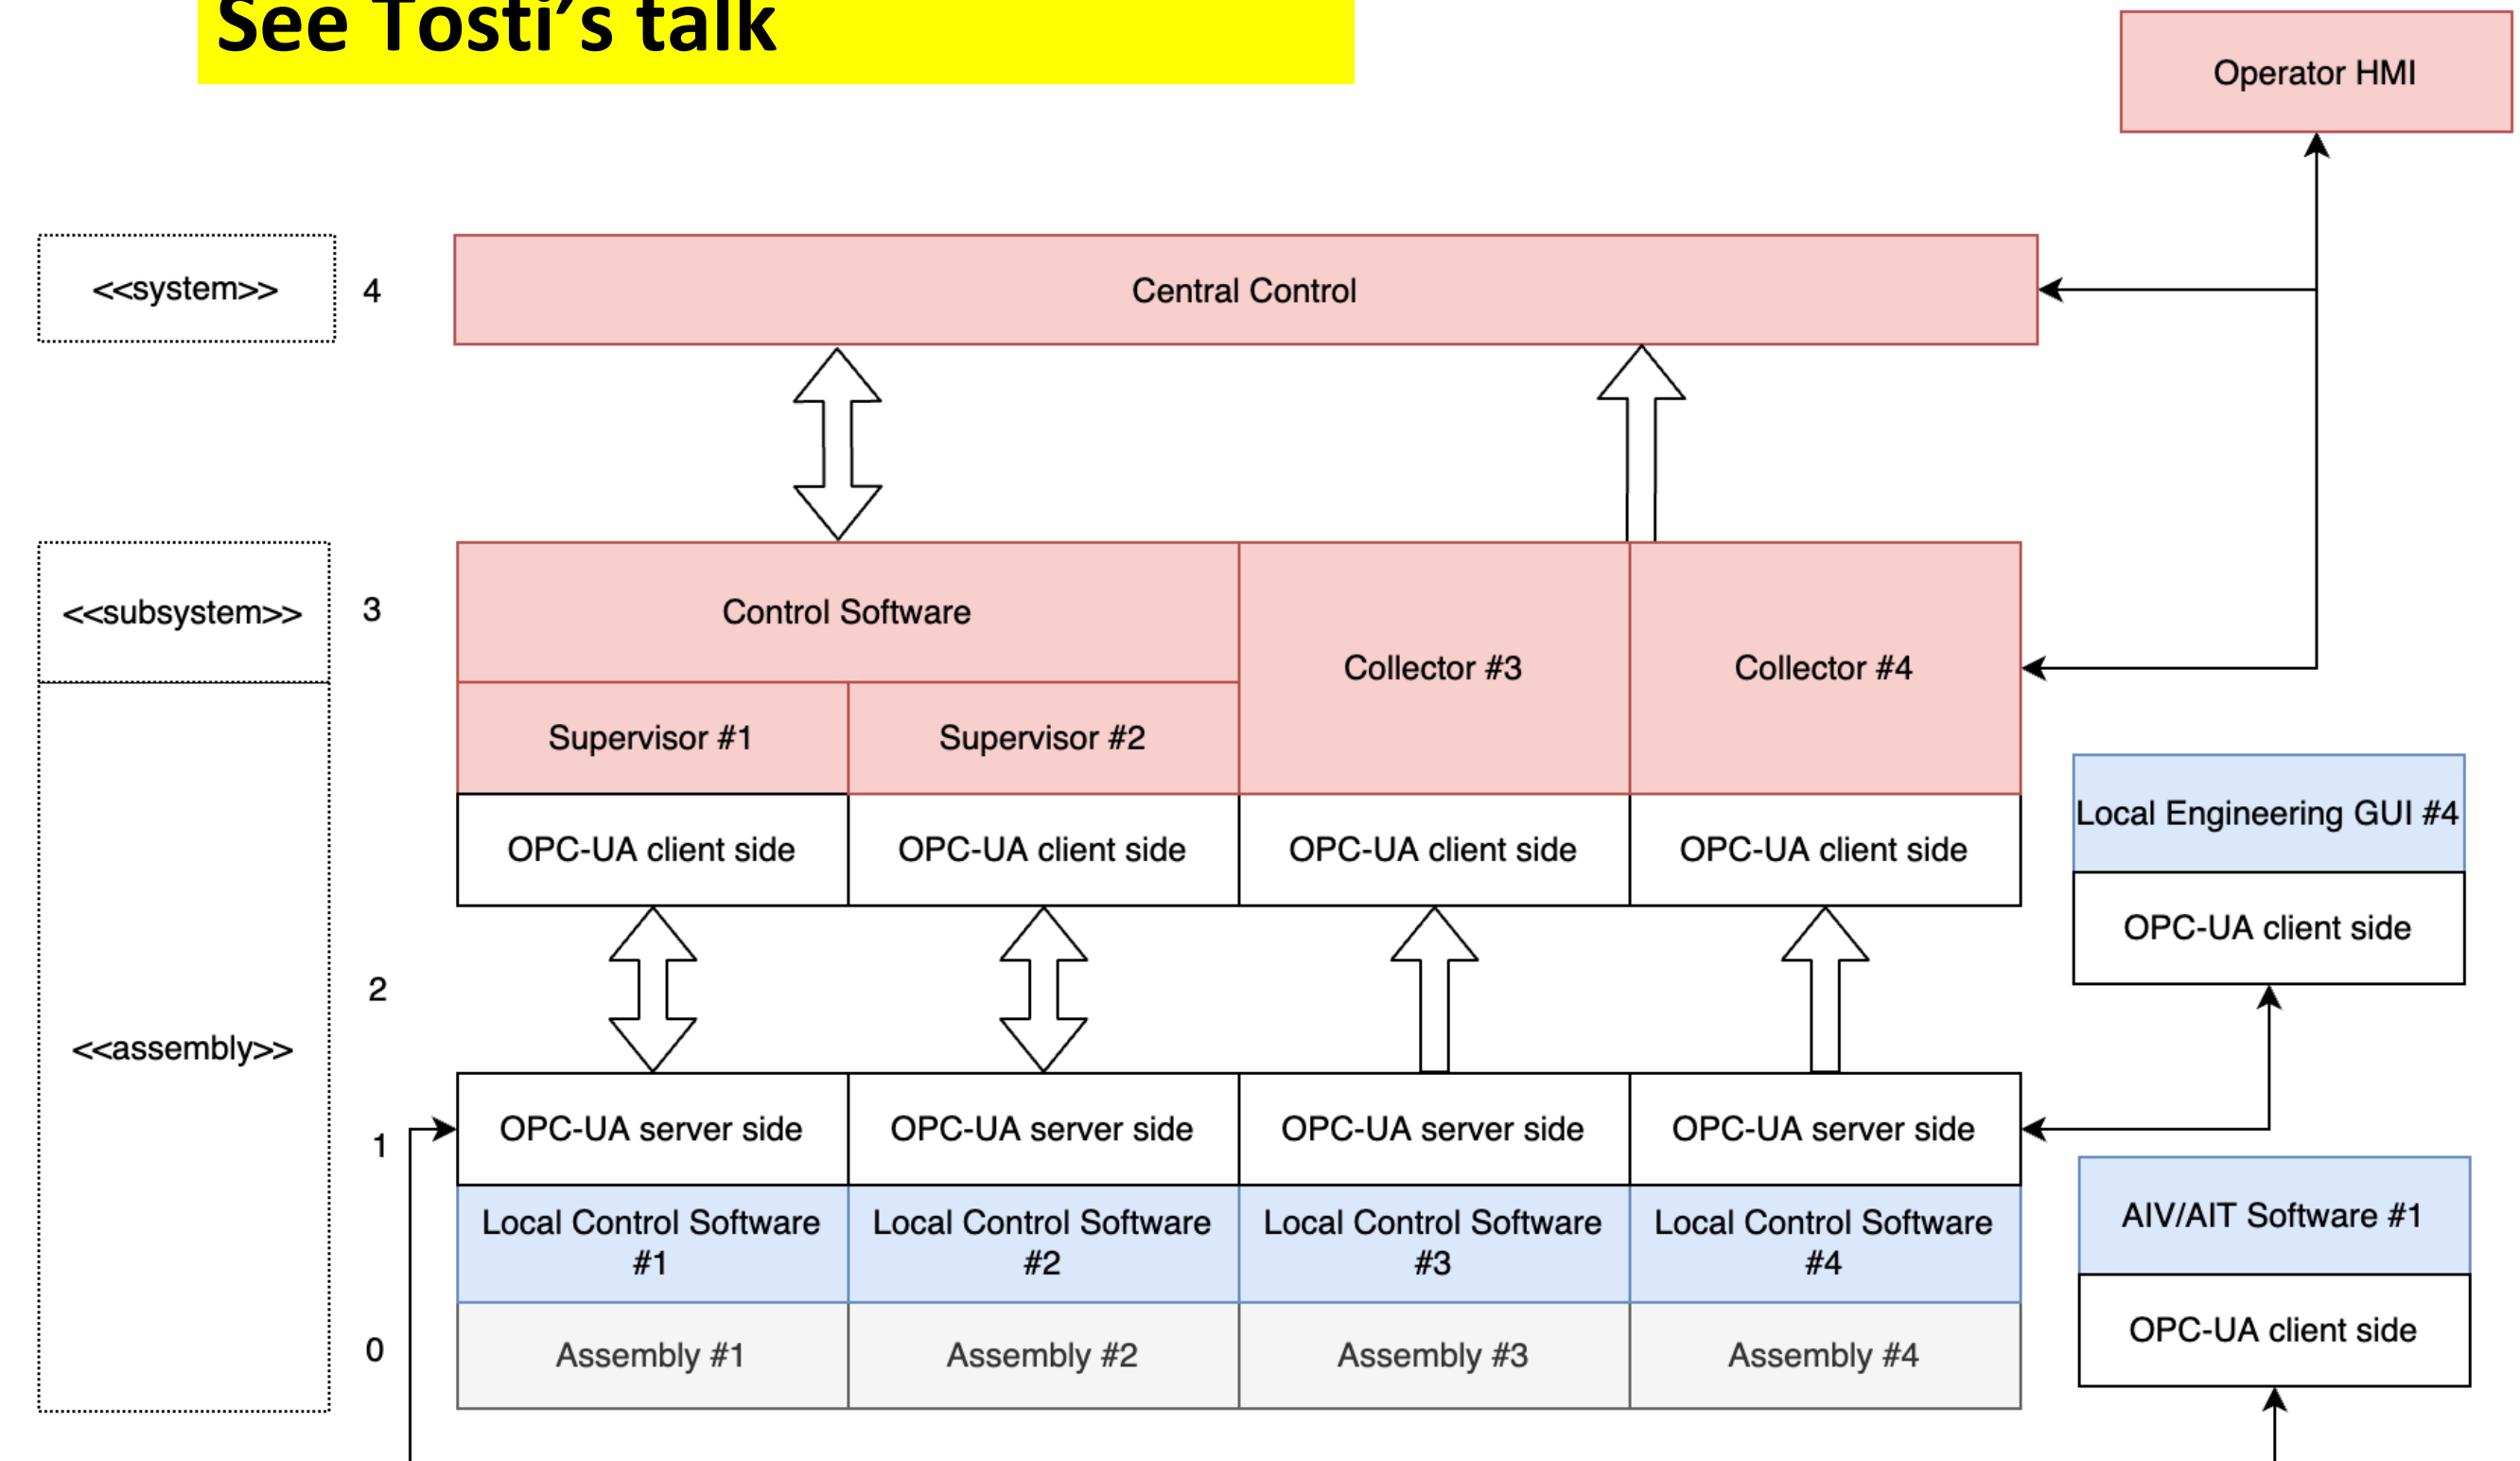 See Tosti’s talk
Operator HMI
<<system>>
4
Central Control
<<subsystem>>
3
Control Software
Collector #3
Collector #4
Supervisor #1
Supervisor #2
OPC-UA client side
OPC-UA client side
OPC-UA client side
OPC-UA client side
Local Engineering GUI #4
OPC-UA client side
2
<<assembly>>
1
OPC-UA server side
OPC-UA server side
OPC-UA server side
OPC-UA server side
Local Control Software
#1
Local Control Software
#2
Local Control Software
#3
Local Control Software
#4
AIV/AIT Software #1
OPC-UA client side
0
Assembly #1
Assembly #2
Assembly #3
Assembly #4